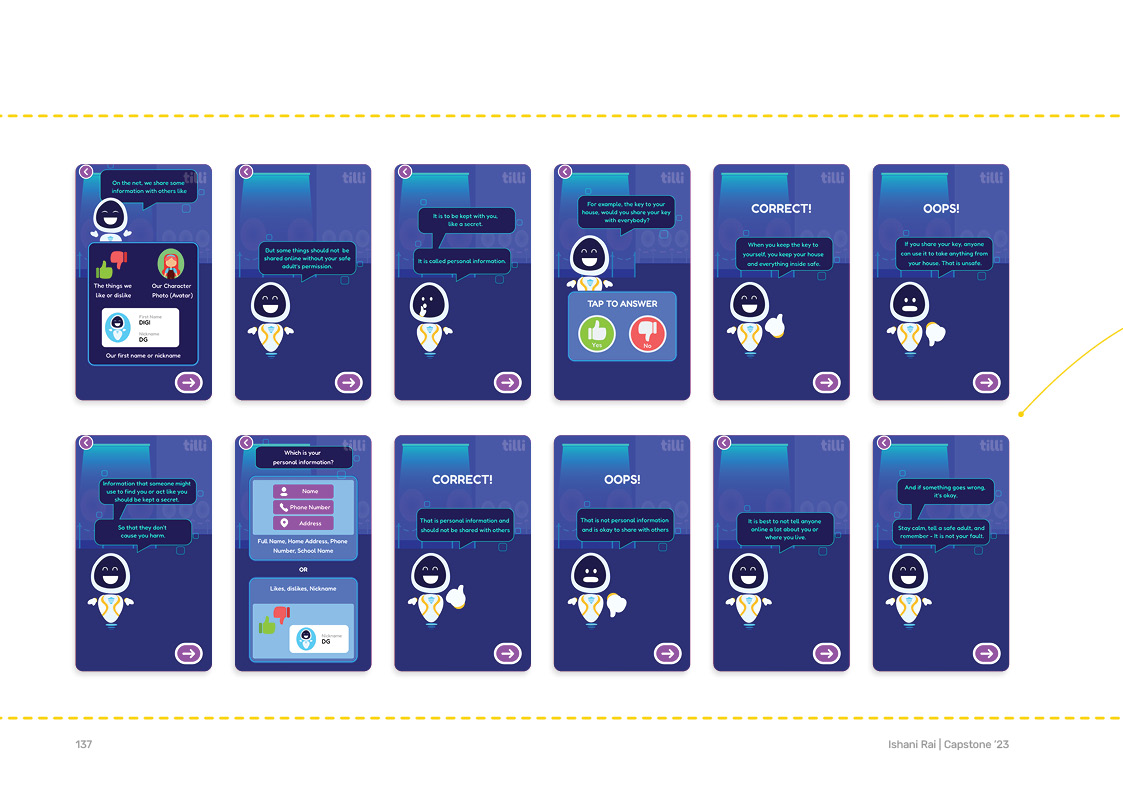 tilli
On the net, we share some
information with others like
The things we
like or dislike
Our Character
Photo (Avatar)
First Name
DIGI
Nickname
DG
Our first name or nickname
tilli
But some things should not be
shared online without your safe
adult's permission.
tilli
It is to be kept with you,
like a secret.
It is called personal information.
tilli
For example, the key to your
house, would you share your key
with everybody?
TAP TO ANSWER
Yes
No
tilli
CORRECT!
When you keep the key to
yourself, you keep your house
and everything inside safe.
tilli
OOPS!
If you share your key, anyone
can use it to take anything from
your house. That is unsafe.
tilli
Information that someone might
use to find you or act like you
should be kept a secret.
So that they don't
cause you harm.
tilli
Which is your
personal information?
Name
Phone Number
Address
Full Name, Home Address, Phone
Number, School Name
OR
Likes, dislikes, Nickname
Nickname
DG
tilli
CORRECT!
That is personal information and
should not be shared with others
tilli
OOPS!
That is not personal information
and is okay to share with others
tilli
It is best to not tell anyone
online a lot about you or
where you live.
tilli
And if something goes wrong,
it's okay.
Stay calm, tell a safe adult, and
remember - It is not your fault.
137
Ishani Rai | Capstone '23